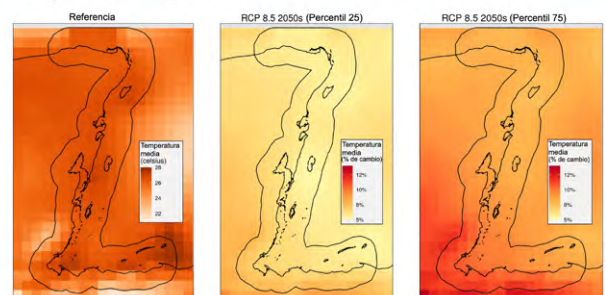 Referencia
Temperatura
media
(celsius)
28
26
24
22
RCP 8.5 2050s (Percentil 25)
Temperatura
media
(% de cambio)
12%
10%
8%
5%
RCP 8.5 2050s (Percentil 75)
Temperatura
media
(% de cambio)
12%
10%
8%
5%